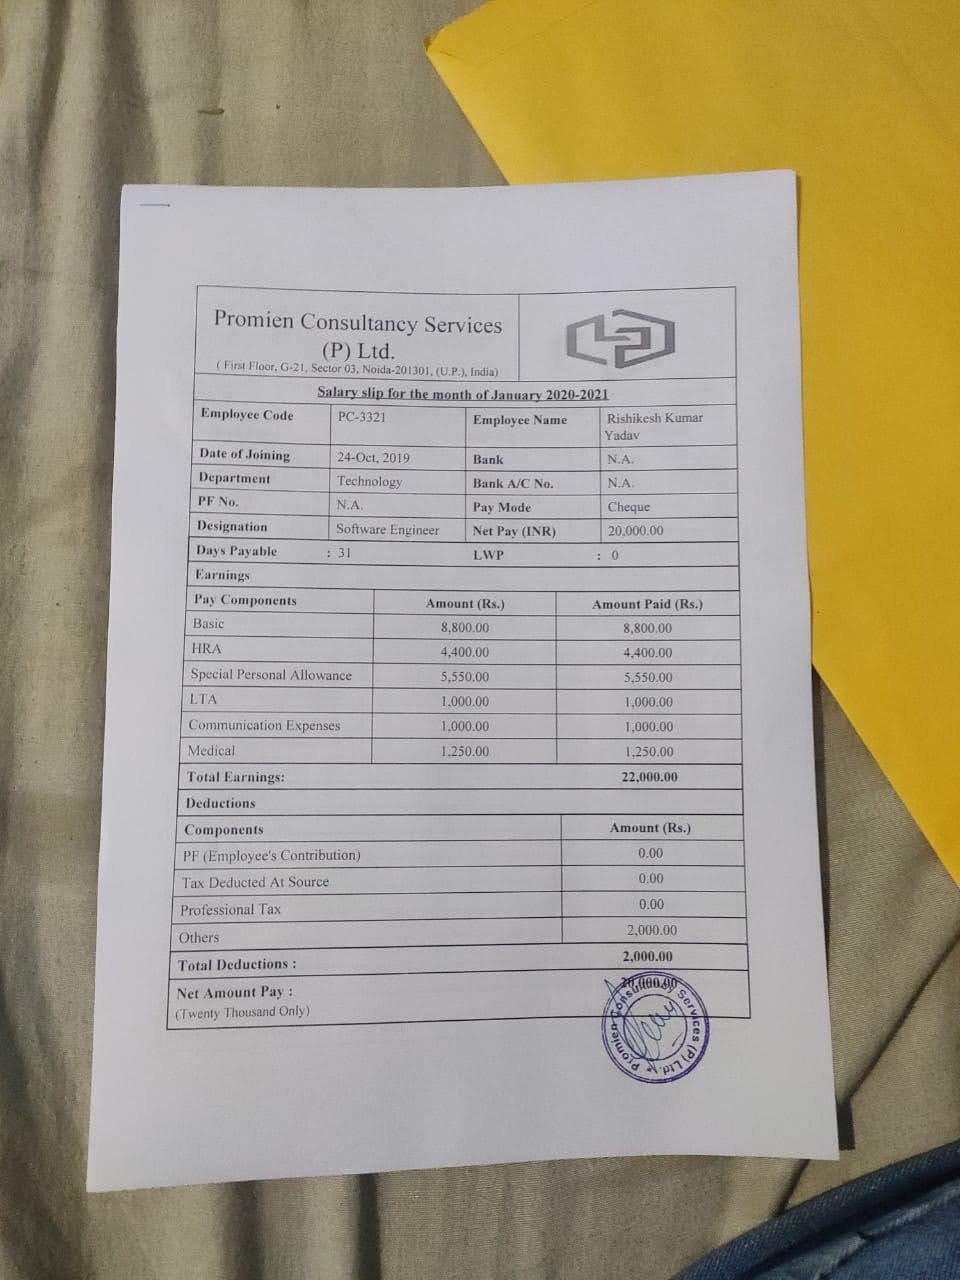 Promien Consultancy Services
(P) Ltd.
( First Floor, G-21, Sector 03, Noida-201301, (U.P.), India)
Salary slip for the month of January 2020-2021
Employee Code PC-3321 Employee Name Rishikesh Kumar
Yadav
Date of Joining 24-Oct, 2019 Bank N.A.
Department Technology Bank A/C No. N.A.
PF No. N.A. Pay Mode Cheque
Designation Software Engineer Net Pay (INR) 20,000.00
Days Payable : 31 LWP : 0
Earnings
Pay Components Amount (Rs.) Amount Paid (Rs.)
Basic 8,800.00 8,800.00
HRA 4,400.00 4,400.00
Special Personal Allowance 5,550.00 5,550.00
LTA 1,000.00 1,000.00
Communication Expenses 1,000.00 1,000.00
Medical 1,250.00 1,250.00
Total Earnings: 22,000.00
Deductions
Components Amount (Rs.)
PF (Employee's Contribution) 0.00
Tax Deducted At Source 0.00
Professional Tax 0.00
Others 2,000.00
Total Deductions : 2,000.00
Net Amount Pay : 20,000.00
(Twenty Thousand Only)
Promien Consultancy Services (P) Ltd.